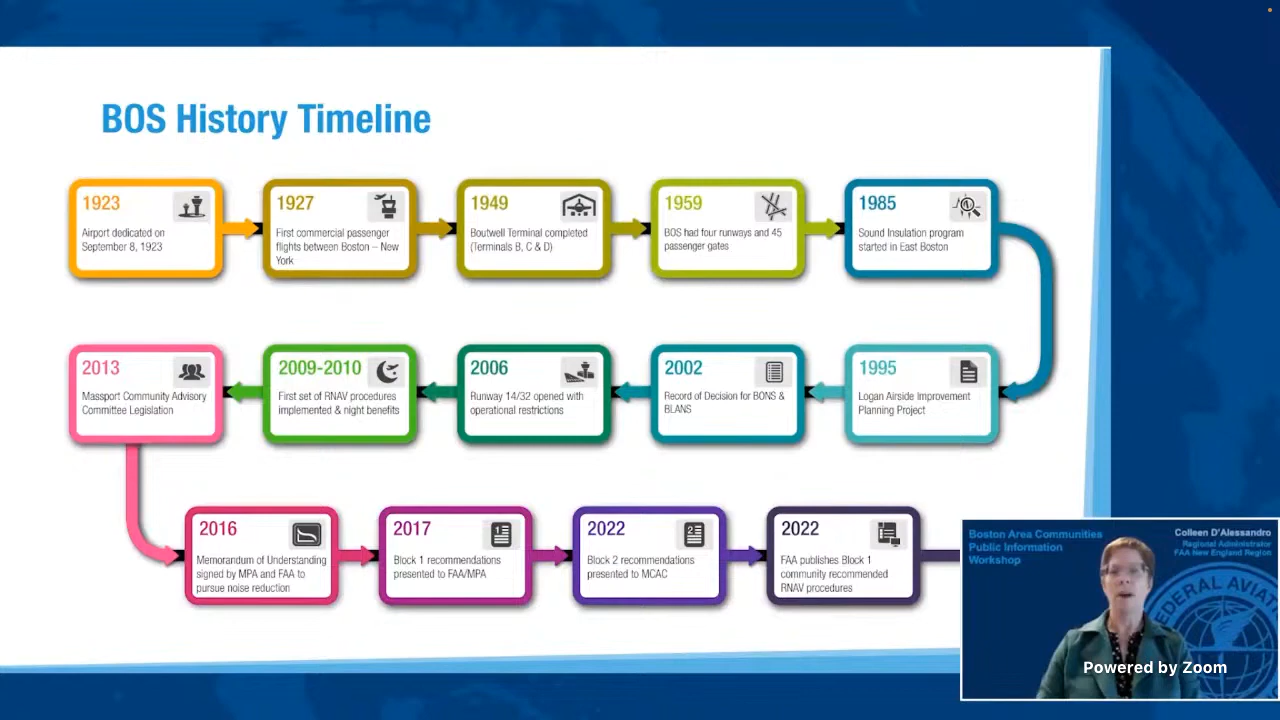 BOS History Timeline
1923
Airport dedicated on
September 8, 1923
1927
First commercial passenger
flights between Boston – New
York
1949
Boutwell Terminal completed
(Terminals B, C & D)
1959
BOS had four runways and 45
passenger gates
1985
Sound Insulation program
started in East Boston
2013
Massport Community Advisory
Committee Legislation
2009-2010
First set of RNAV procedures
implemented & night benefits
2006
Runway 14/32 opened with
operational restrictions
2002
Record of Decision for BONS &
BLANS
1995
Logan Airside Improvement
Planning Project
2016
Memorandum of Understanding
signed by MPA and FAA to
pursue noise reduction
2017
1
Block 1 recommendations
presented to FAA/MPA
2022
2
Block 2 recommendations
presented to MCAC
2022
FAA publishes Block 1
community recommended
RNAV procedures
Boston Area Communities
Public Information
Workshop
Colleen D'Alessandro
Regional Administrator
FAA New England Region
FEDERAL AVIATI
Powered by Zoom